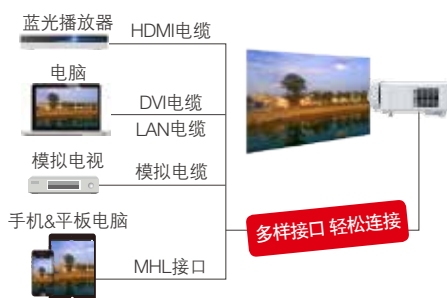 蓝光播放器
HDMI电缆
电脑
DVI电缆
LAN电缆
模拟电视
模拟电缆
手机&平板电脑
MHL接口
多样接口 轻松连接